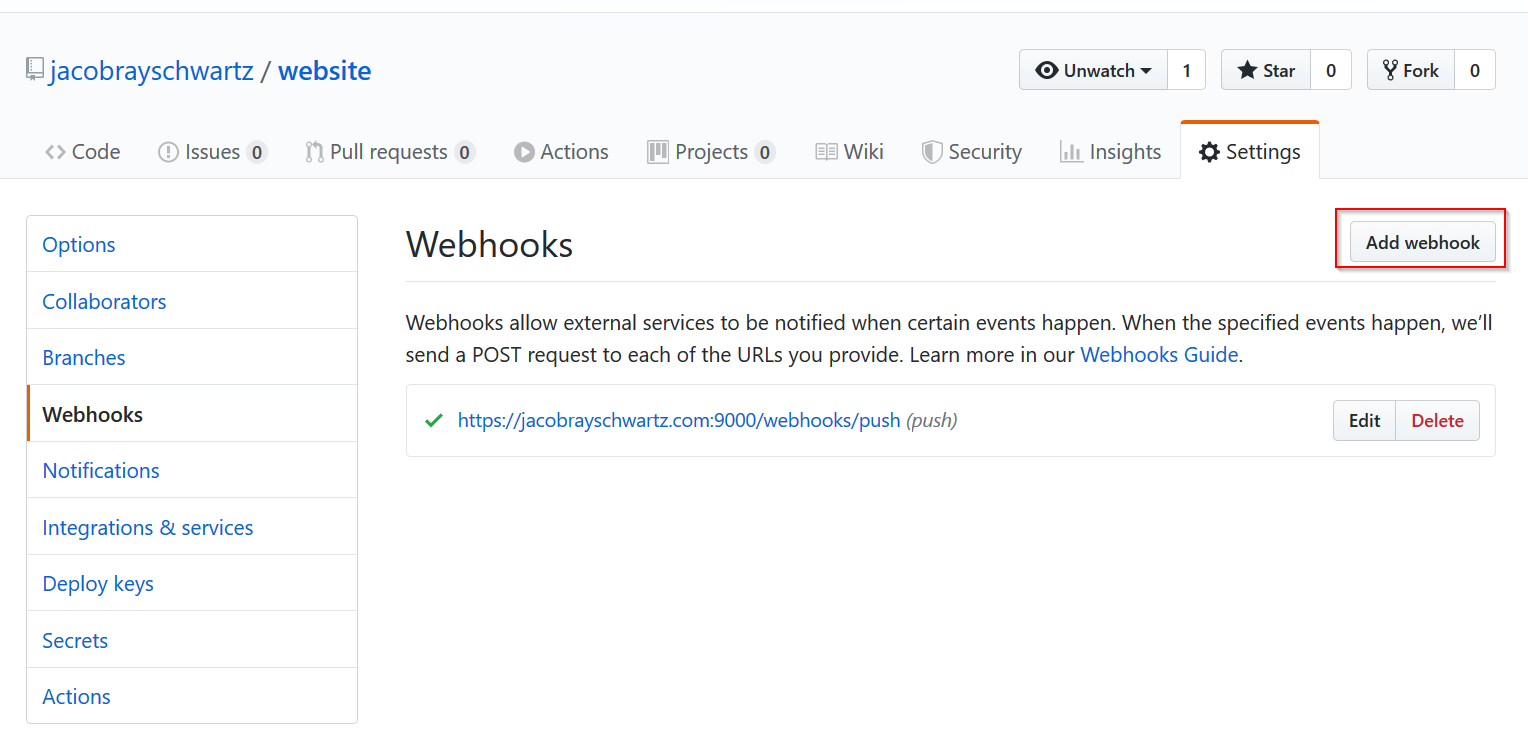 jacobrayschwartz / website
Unwatch 1 Star 0 Fork 0
Code Issues 0 Pull requests 0 Actions Projects 0 Wiki Security Insights Settings
Options
Collaborators
Branches
Webhooks
Notifications
Integrations & services
Deploy keys
Secrets
Actions
Webhooks
Add webhook
Webhooks allow external services to be notified when certain events happen. When the specified events happen, we’ll
send a POST request to each of the URLs you provide. Learn more in our Webhooks Guide.
https://jacobrayschwartz.com:9000/webhooks/push (push)
Edit Delete